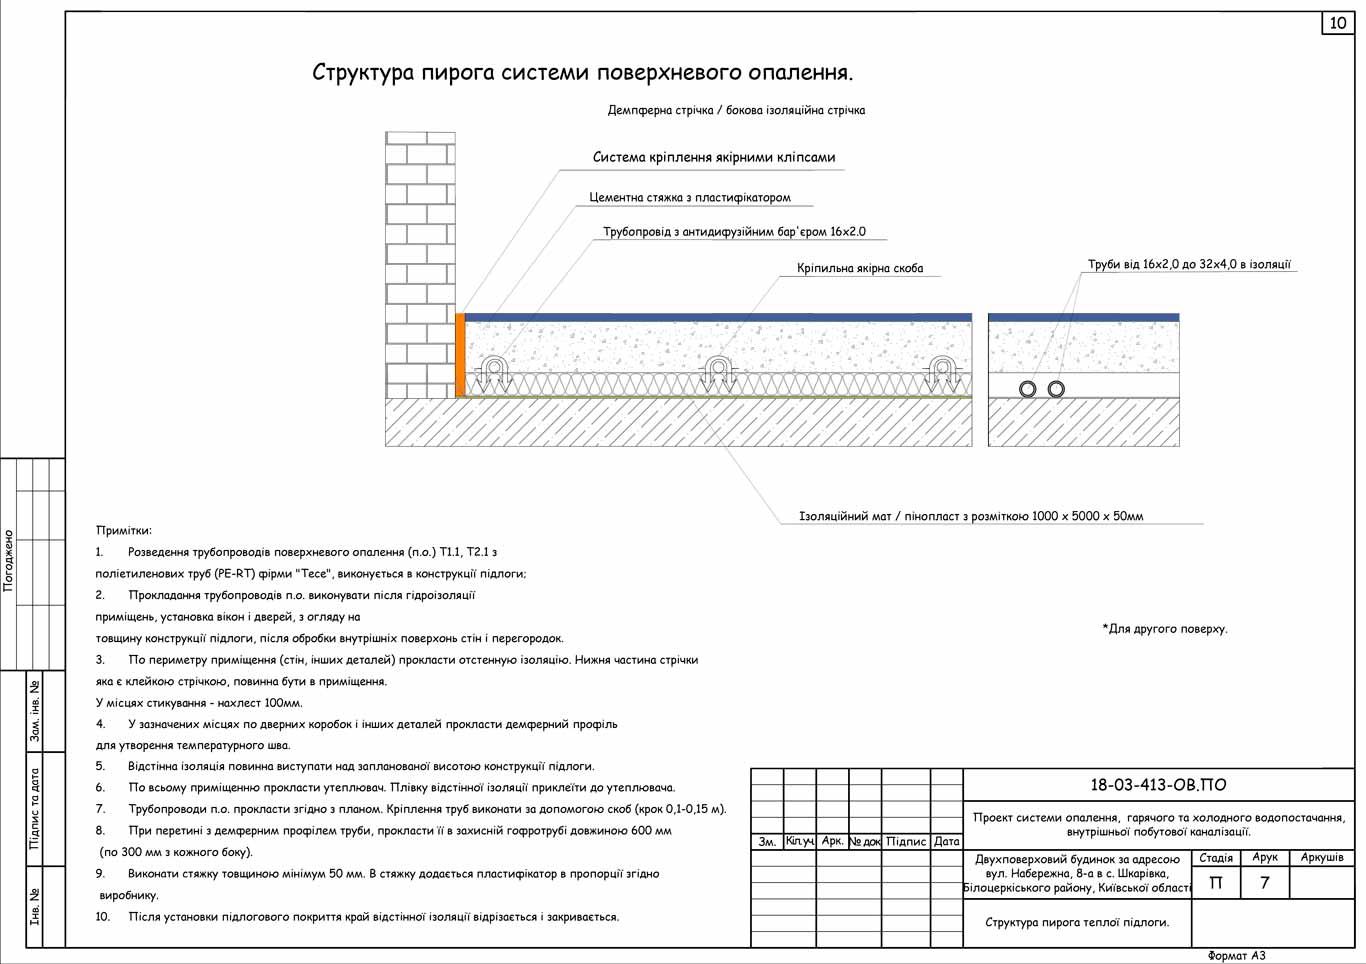 10
Структура пирога системи поверхневого опалення.
Демпферна стрічка / бокова ізоляційна стрічка
Система кріплення якірними кліпсами
Цементна стяжка з пластифікатором
Трубопровід з антидифузійним бар'єром 16х2.0
Кріпильна якірна скоба
Труби від 16х2,0 до 32х4,0 в ізоляції
Ізоляційний мат / пінопласт з розміткою 1000 х 5000 х 50мм
Примітки:
1. Розведення трубопроводів поверхневого опалення (п.о.) Т1.1, Т2.1 з
поліетиленових труб (PE-RT) фірми "Тесе", виконується в конструкції підлоги;
2. Прокладання трубопроводів п.о. виконувати після гідроізоляції
приміщень, установка вікон і дверей, з огляду на
товщину конструкції підлоги, після обробки внутрішніх поверхонь стін і перегородок.
3. По периметру приміщення (стін, інших деталей) прокласти отстенную ізоляцію. Нижня частина стрічки
яка є клейкою стрічкою, повинна бути в приміщення.
У місцях стикування - нахлест 100мм.
4. У зазначених місцях по дверних коробок і інших деталей прокласти демферний профіль
для утворення температурного шва.
5. Відстінна ізоляція повинна виступати над запланованої висотою конструкції підлоги.
6. По всьому приміщенню прокласти утеплювач. Плівку відстінної ізоляції приклеїти до утеплювача.
7. Трубопроводи п.о. прокласти згідно з планом. Кріплення труб виконати за допомогою скоб (крок 0,1-0,15 м).
8. При перетині з демферним профілем труби, прокласти її в захисній гофротрубі довжиною 600 мм
(по 300 мм з кожного боку).
9. Виконати стяжку товщиною мінімум 50 мм. В стяжку додається пластифікатор в пропорції згідно
виробнику.
10. Після установки підлогового покриття край відстінної ізоляції відрізається і закривається.
*Для другого поверху.
Погоджено
Зам. інв. №
Підпис та дата
Інв. №
18-03-413-ОВ.ПО
Проект системи опалення, гарячого та холодного водопостачання,
внутрішньої побутової каналізації.
Зм. Кіл.уч. Арк. № док Підпис Дата
Двухповерховий будинок за адресою
вул. Набережна, 8-а в с. Шкарівка,
Білоцеркіського району, Київської област
Стадія Арук Аркушів
П 7
Структура пирога теплої підлоги.
Формат А3